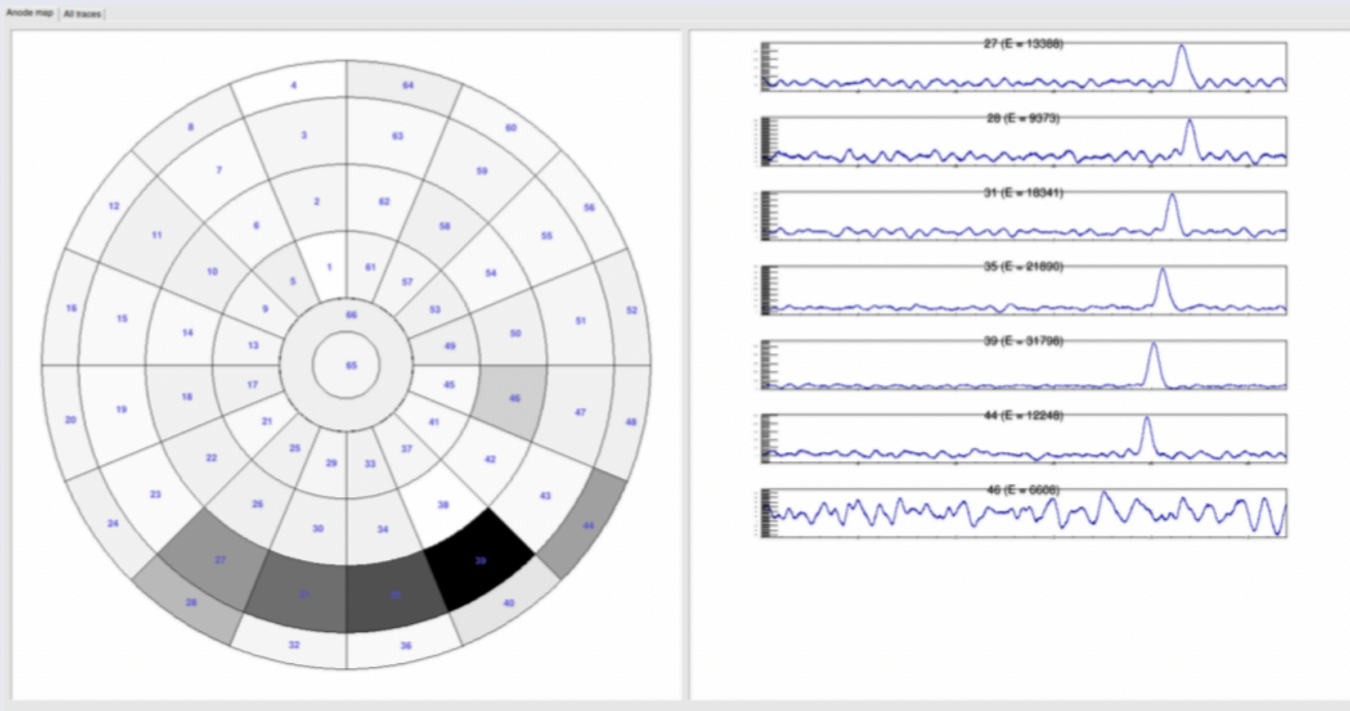 Anode map All traces
4 64
8 60
3 63
7 59
12 2 62 56
11 6 58 55
10 1 61 54
5 57
16 9 66 53 52
15 14 50 51
13 49
65
17 45
18 46
20 19 21 41 47 48
22 25 29 33 37 42
23 26 38 43
24 30 34 44
27 39
28 31 35 40
32 36
27 (E = 13388)
28 (E = 9373)
31 (E = 18341)
35 (E = 21890)
39 (E = 31798)
44 (E = 12248)
46 (E = 6608)